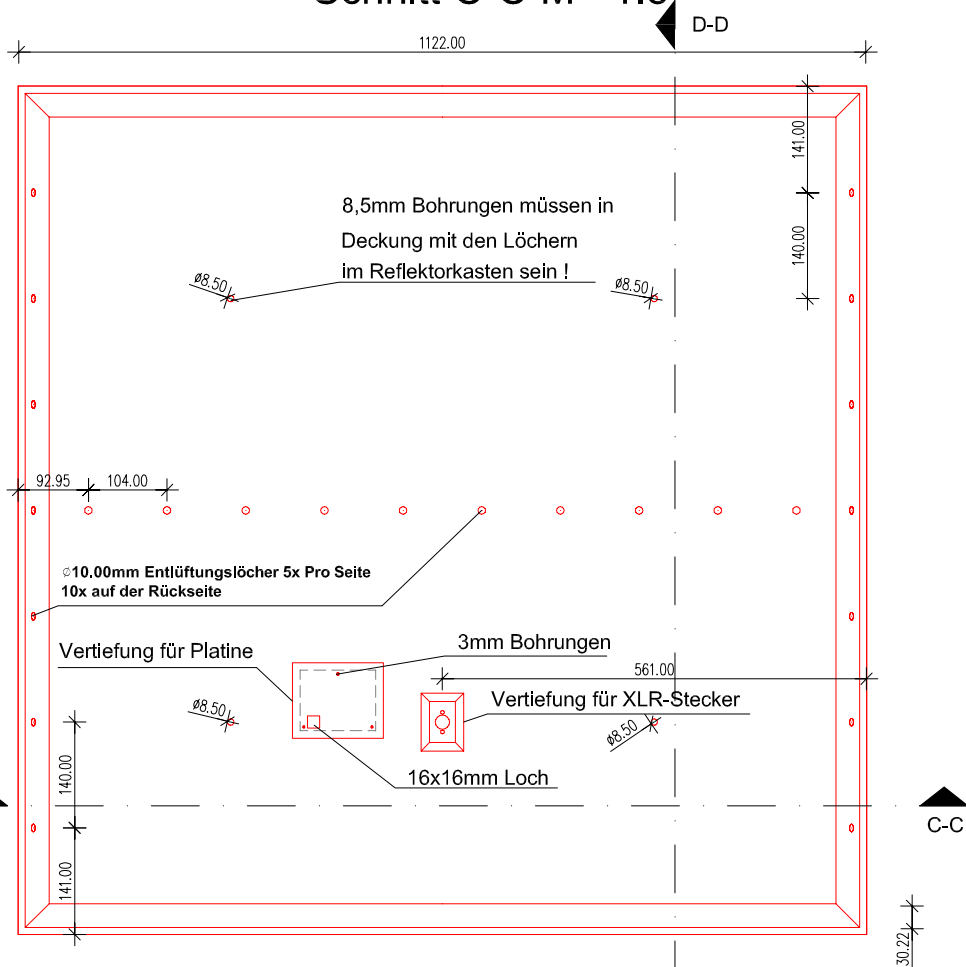 D-D
1122.00
141.00
140.00
8,5mm Bohrungen müssen in
Deckung mit den Löchern
im Reflektorkasten sein !
ø8.50
ø8.50
92.95
104.00
⌀10.00mm Entlüftungslöcher 5x Pro Seite
10x auf der Rückseite
Vertiefung für Platine
3mm Bohrungen
561.00
Vertiefung für XLR-Stecker
ø8.50
ø8.50
16x16mm Loch
140.00
C-C
141.00
30.22